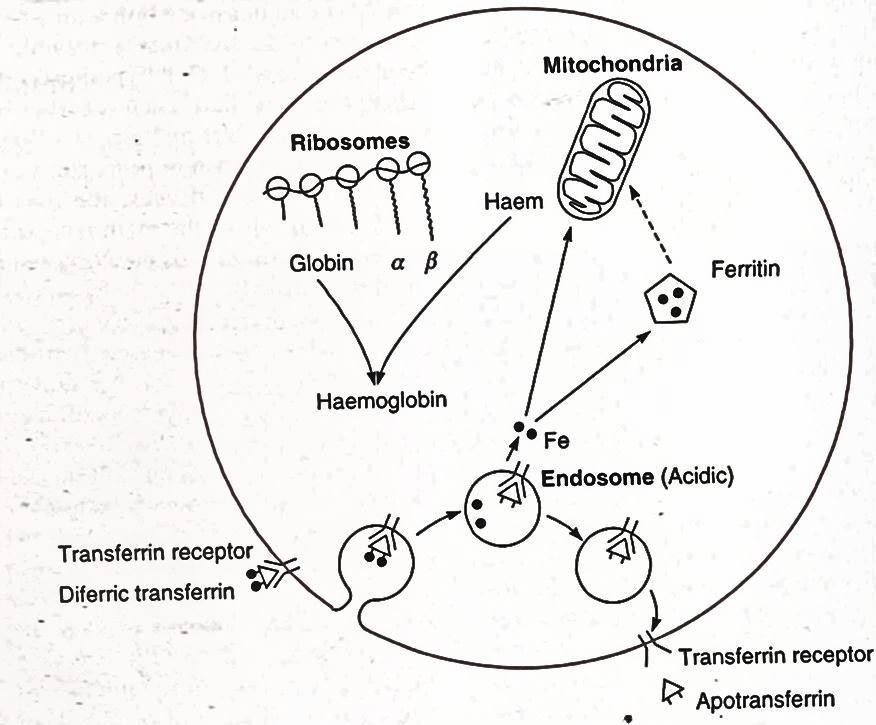 Mitochondria
Ribosomes
Haem
Globin α β
Ferritin
Haemoglobin
Fe
Endosome (Acidic)
Transferrin receptor
Diferric transferrin
Transferrin receptor
Apotransferrin